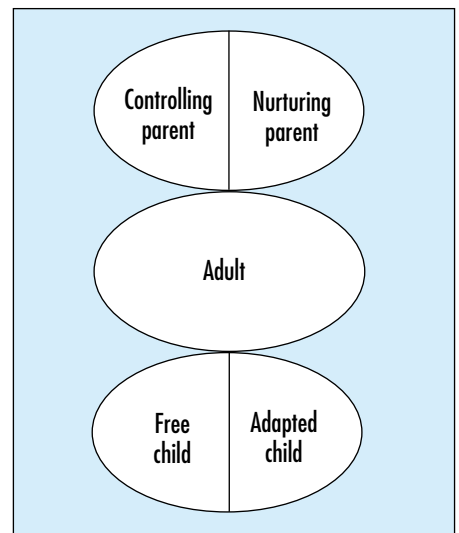 Controlling
parent
Nurturing
parent
Adult
Free
child
Adapted
child